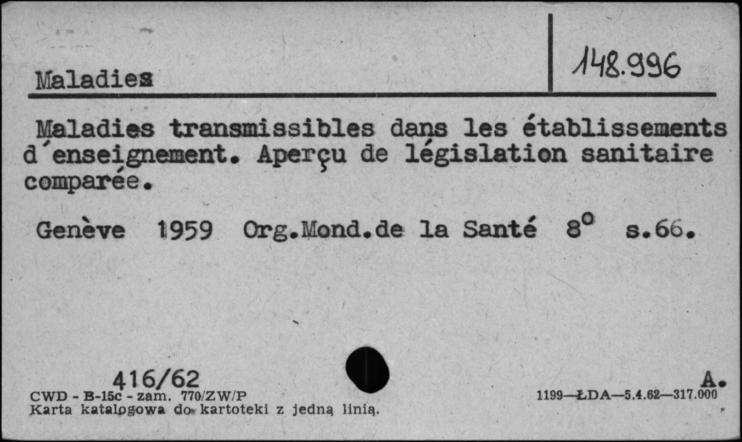 148.996
Maladies
Maladies transmissibles dans les établissements
d'enseignement. Aperçu de législation sanitaire
comparée.
Genève 1959 Org.Mond.de la Santé 8° s.66.
416/62
A.
CWD - B-15c - zam. 770/ZW/P
1199—ŁDA—5.4.62—317.000
Karta katalogowa do kartoteki z jedną linią.